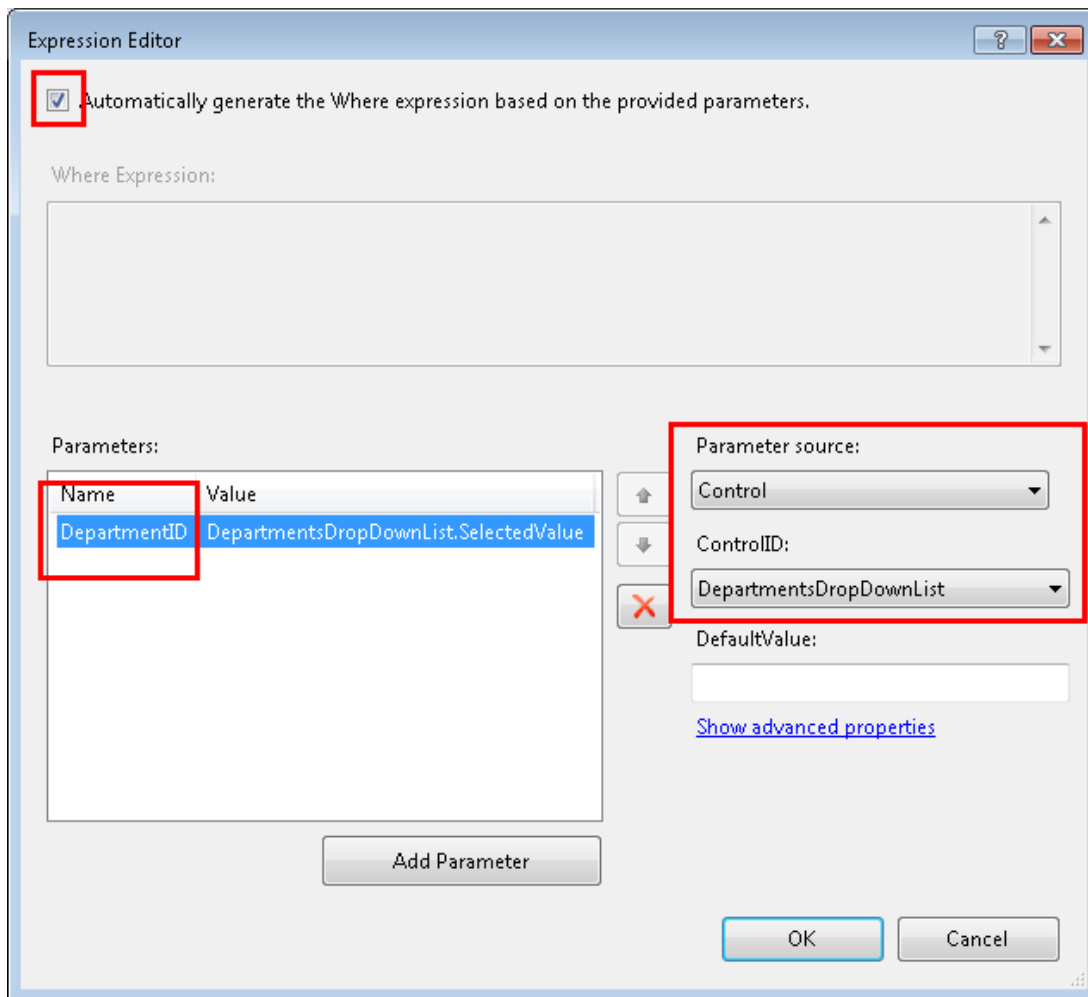 Expression Editor
Automatically generate the Where expression based on the provided parameters.
Where Expression:
Parameters:
Name Value
DepartmentID DepartmentsDropDownList.SelectedValue
Parameter source:
Control
ControlID:
DepartmentsDropDownList
DefaultValue:
Show advanced properties
Add Parameter
OK Cancel